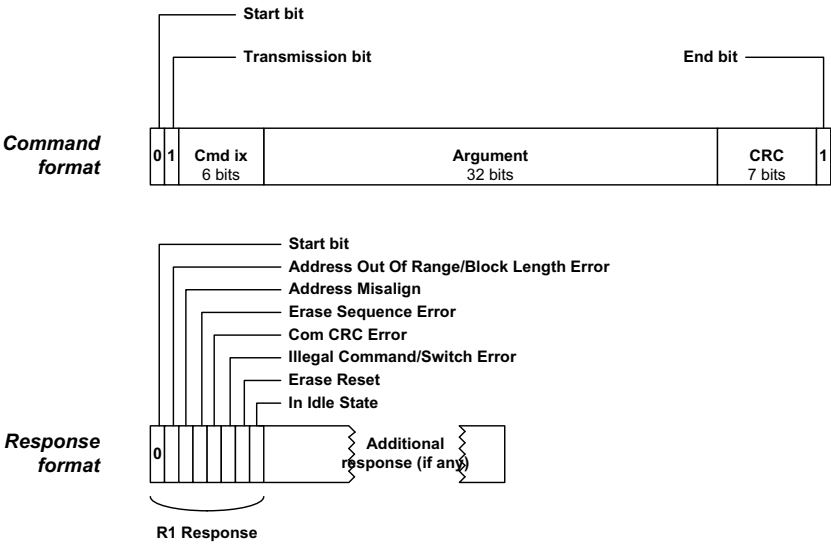 Start bit
Transmission bit
End bit
Command
format
0 1 Cmd ix Argument CRC 1
6 bits 32 bits 7 bits
Start bit
Address Out Of Range/Block Length Error
Address Misalign
Erase Sequence Error
Com CRC Error
Illegal Command/Switch Error
Erase Reset
In Idle State
Response
format
0
Additional
response (if any)
R1 Response